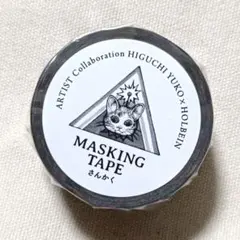 ARTIST Collaboration HIGUCHI YUKO × HOLBEIN
MASKING
TAPE
さんかく